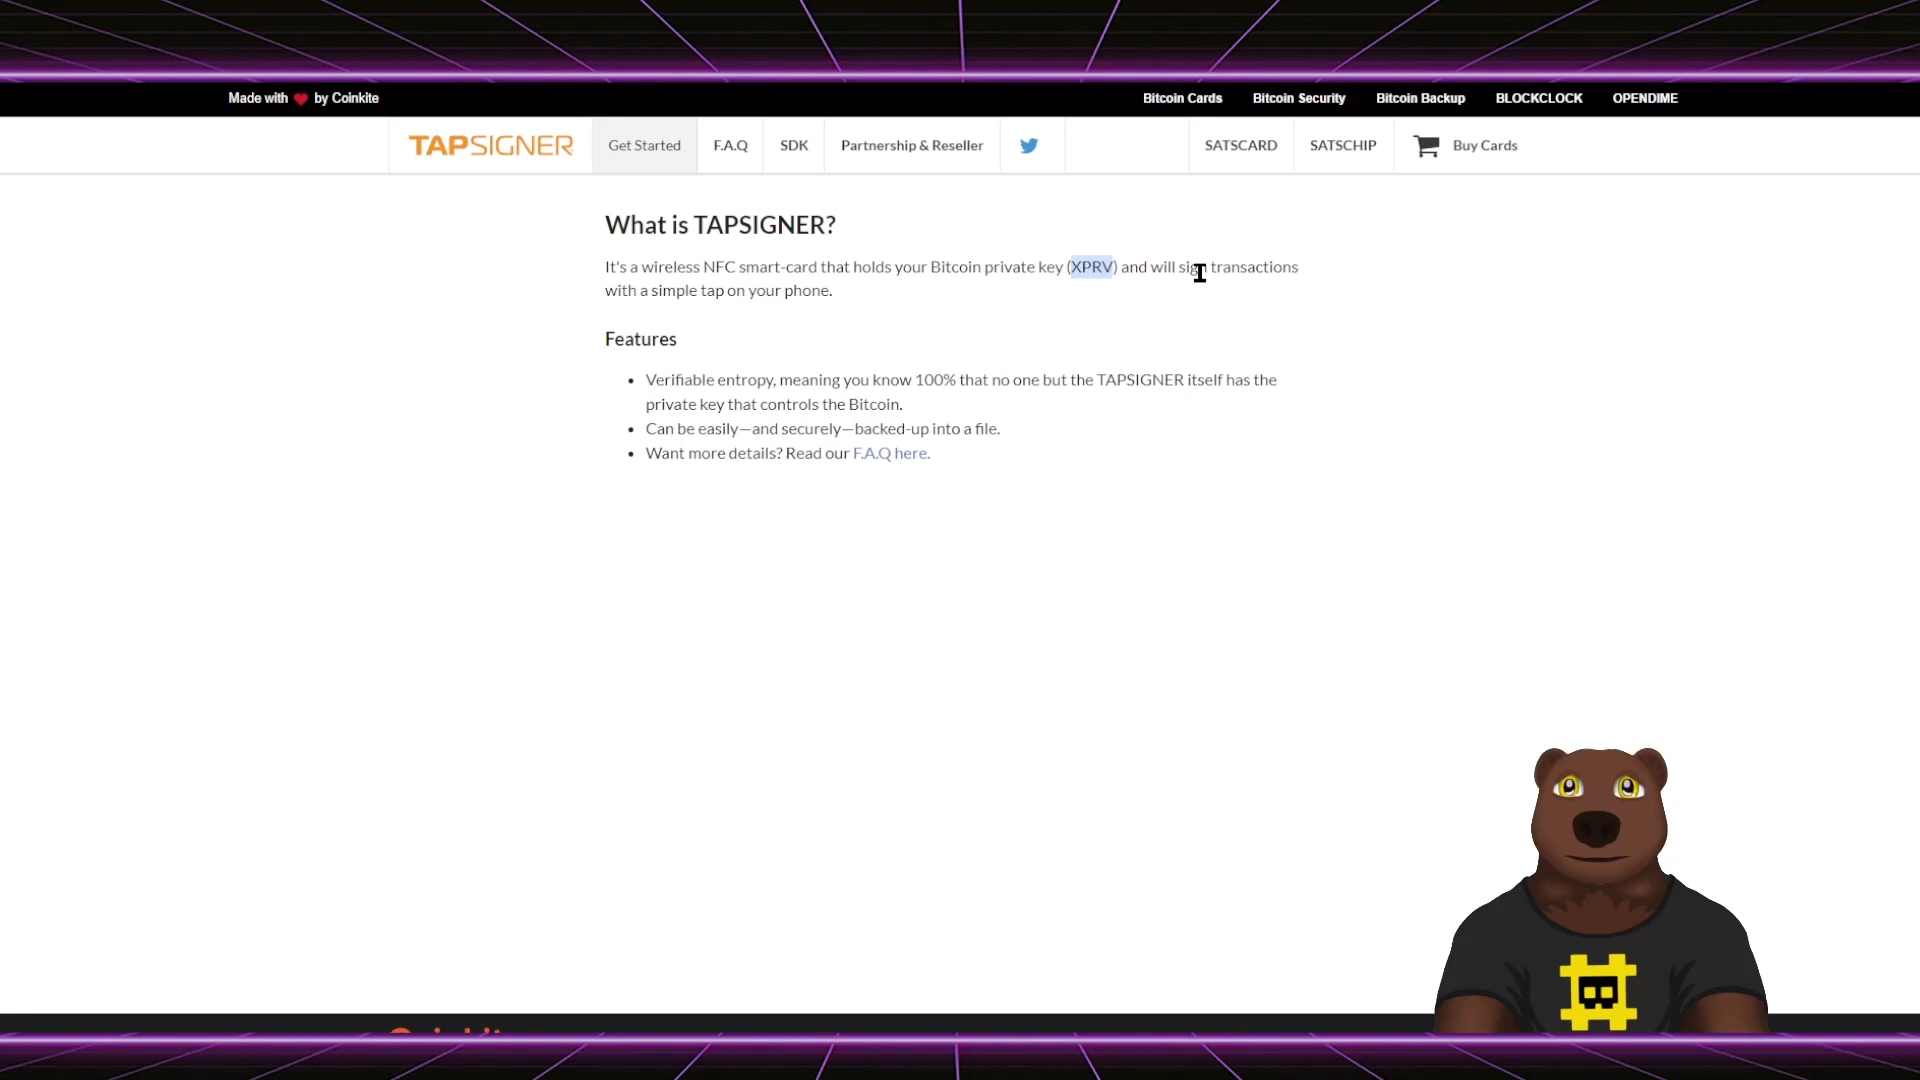 Made with by Coinkite
Bitcoin Cards Bitcoin Security Bitcoin Backup BLOCKCLOCK OPENDIME
TAPSIGNER Get Started F.A.Q SDK Partnership & Reseller SATSCARD SATSCHIP Buy Cards
What is TAPSIGNER?
It's a wireless NFC smart-card that holds your Bitcoin private key (XPRV) and will sign transactions
with a simple tap on your phone.
Features
Verifiable entropy, meaning you know 100% that no one but the TAPSIGNER itself has the
private key that controls the Bitcoin.
Can be easily—and securely—backed-up into a file.
Want more details? Read our F.A.Q here.